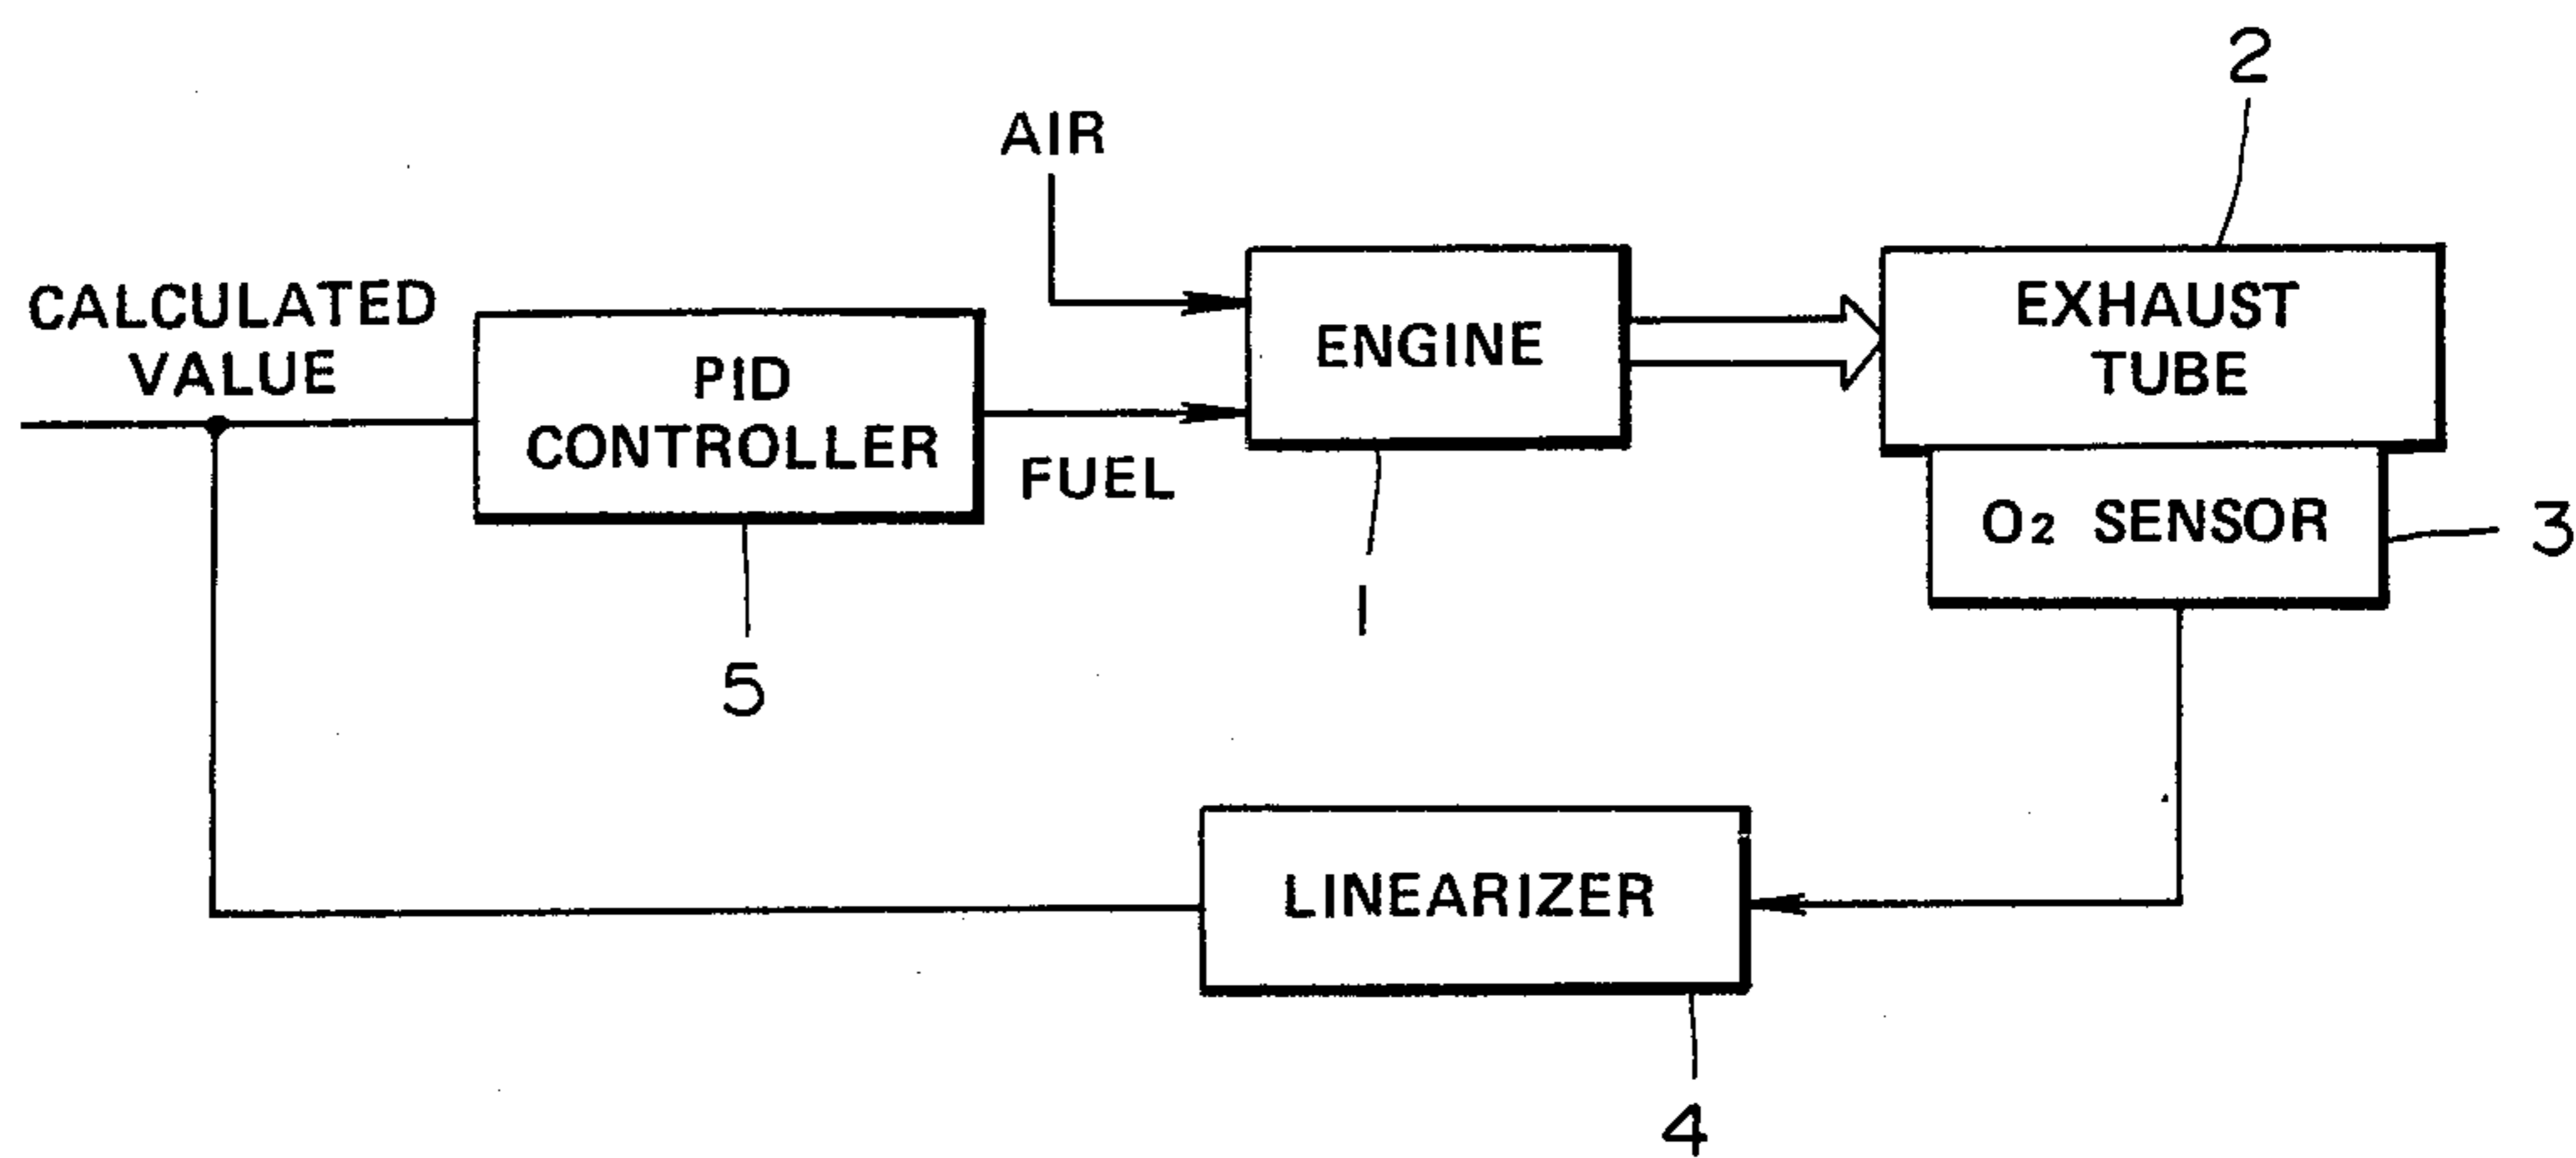 2
AIR
CALCULATED
VALUE
PID
CONTROLLER
FUEL
ENGINE
EXHAUST
TUBE
O₂ SENSOR
3
1
5
LINEARIZER
4